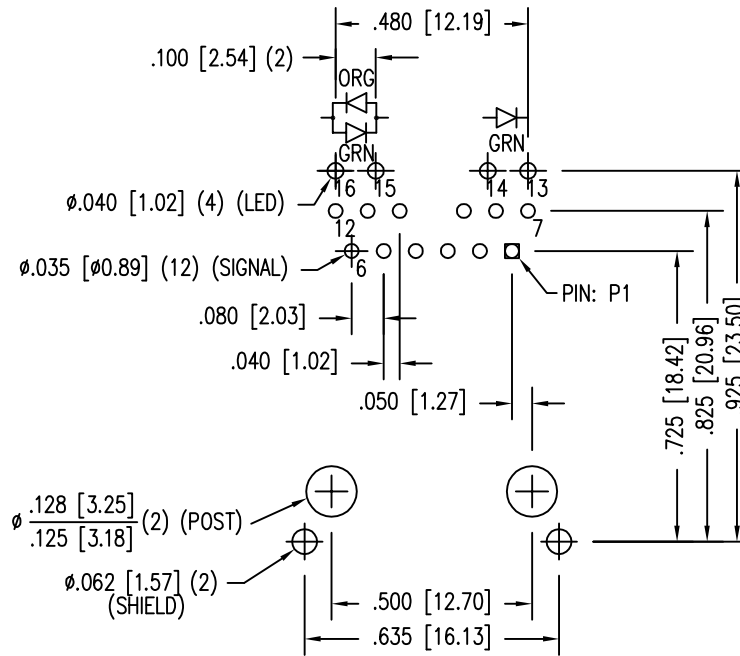 .480 [12.19]
.100 [2.54] (2)
ORG
GRN
GRN
16
15
14
13
ø.040 [1.02] (4) (LED)
12
7
6
ø.035 [ø0.89] (12) (SIGNAL)
PIN: P1
.080 [2.03]
.040 [1.02]
.050 [1.27]
.725 [18.42]
.825 [20.96]
.925 [23.50]
ø .128 [3.25]
.125 [3.18] (2) (POST)
ø.062 [1.57] (2)
(SHIELD)
.500 [12.70]
.635 [16.13]